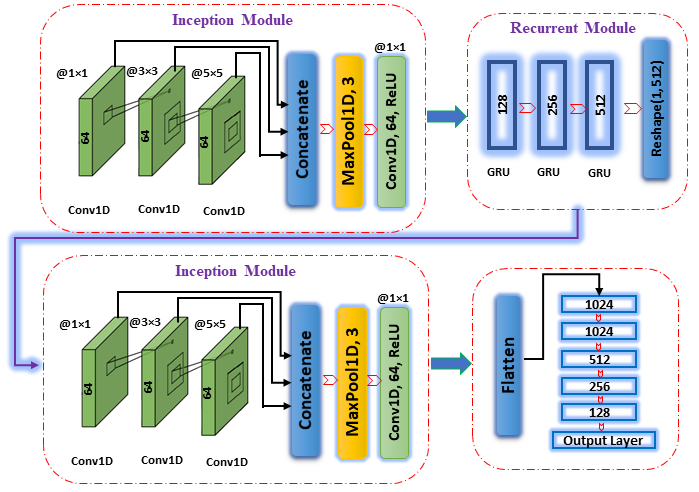 Inception Module
@1×1
@3×3
@5×5
64
64
64
Conv1D
Conv1D
Conv1D
Concatenate
MaxPool1D, 3
@1×1
Conv1D, 64, ReLU
Recurrent Module
128
256
512
GRU
GRU
GRU
Reshape(1, 512)
Inception Module
@1×1
@3×3
@5×5
64
64
64
Conv1D
Conv1D
Conv1D
Concatenate
MaxPool1D, 3
@1×1
Conv1D, 64, ReLU
Flatten
1024
1024
512
256
128
Output Layer